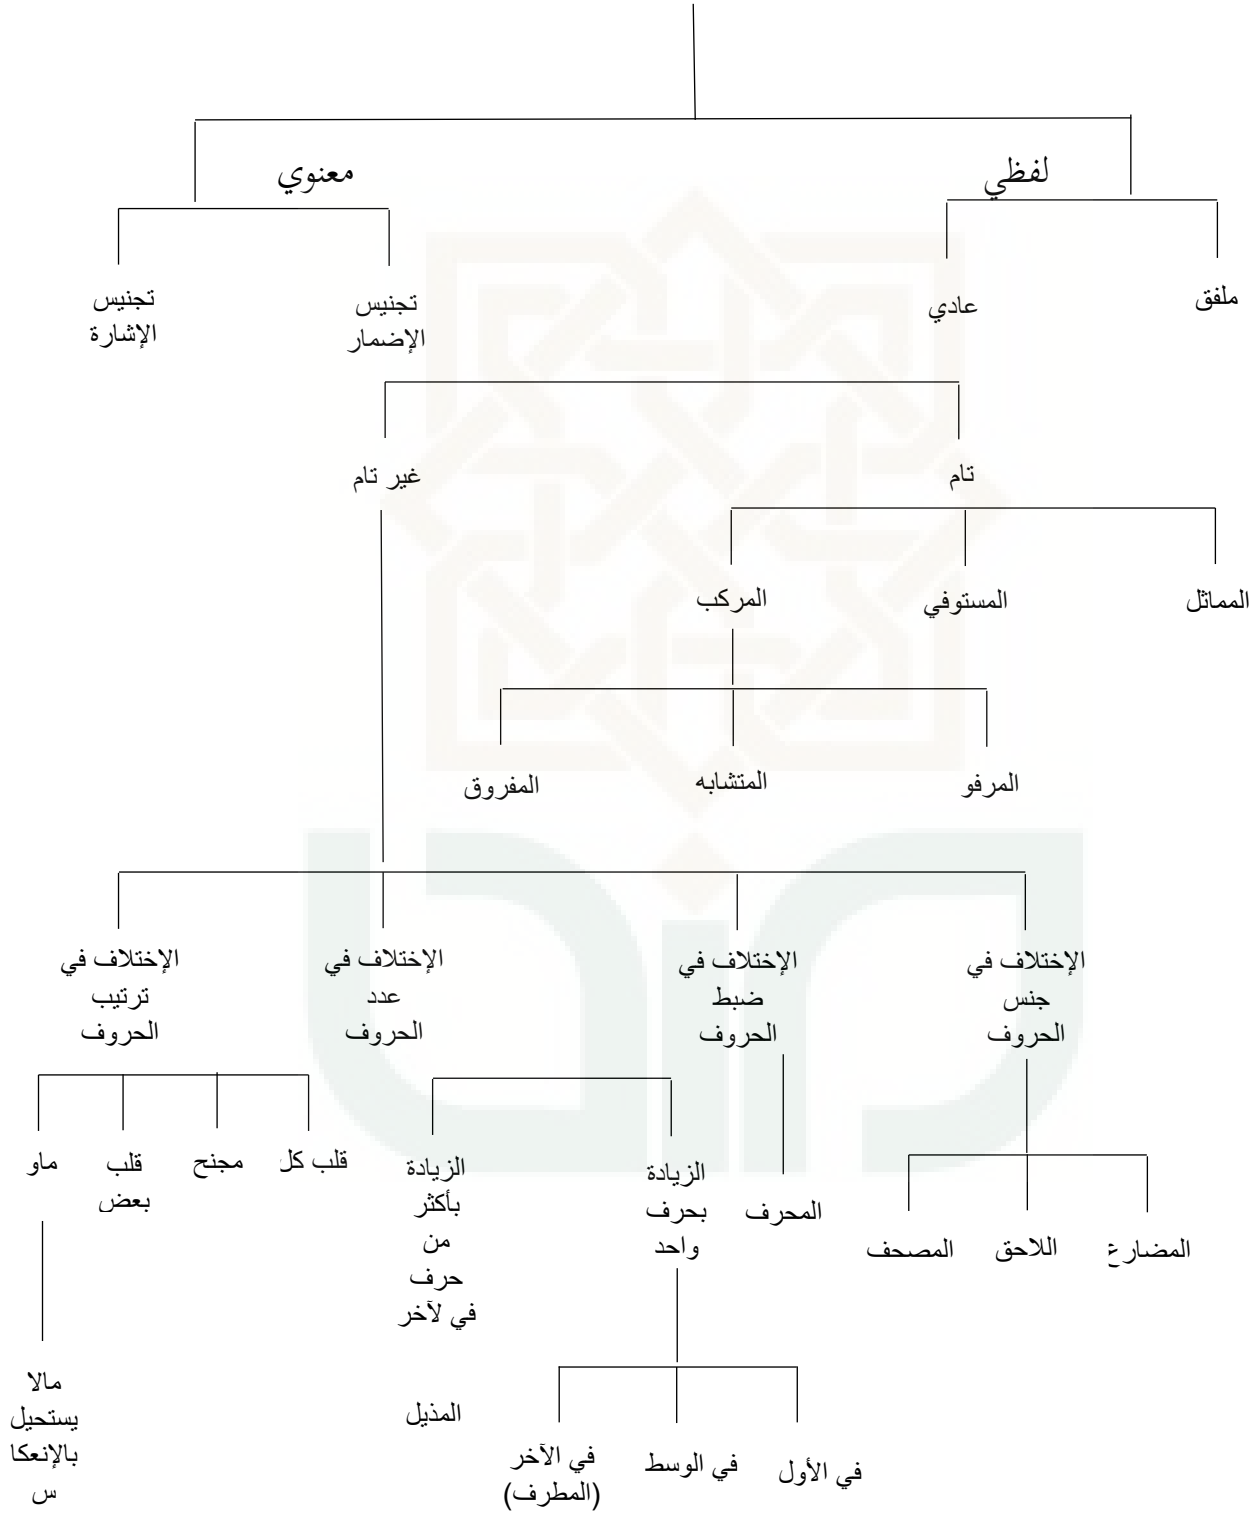 لفظي
معنوي
ملفق
عادي
تجنيس
الإضمار
تجنيس
الإشارة
تام
غير تام
المماثل
المستوفي
المركب
المرفو
المتشابه
المفروق
الإختلاف في
جنس
الحروف
الإختلاف في
ضبط
الحروف
الإختلاف في
عدد
الحروف
الإختلاف في
ترتيب
الحروف
المضارع
اللاحق
المصحف
المحرف
الزيادة
بحرف
واحد
الزيادة
بأكثر
من
حرف
في لآخر
قلب كل
مجنح
قلب
بعض
ماو
في الأول
في الوسط
في الآخر
(المطرف)
المذيل
مالا
يستحيل
بالإنعكا
س